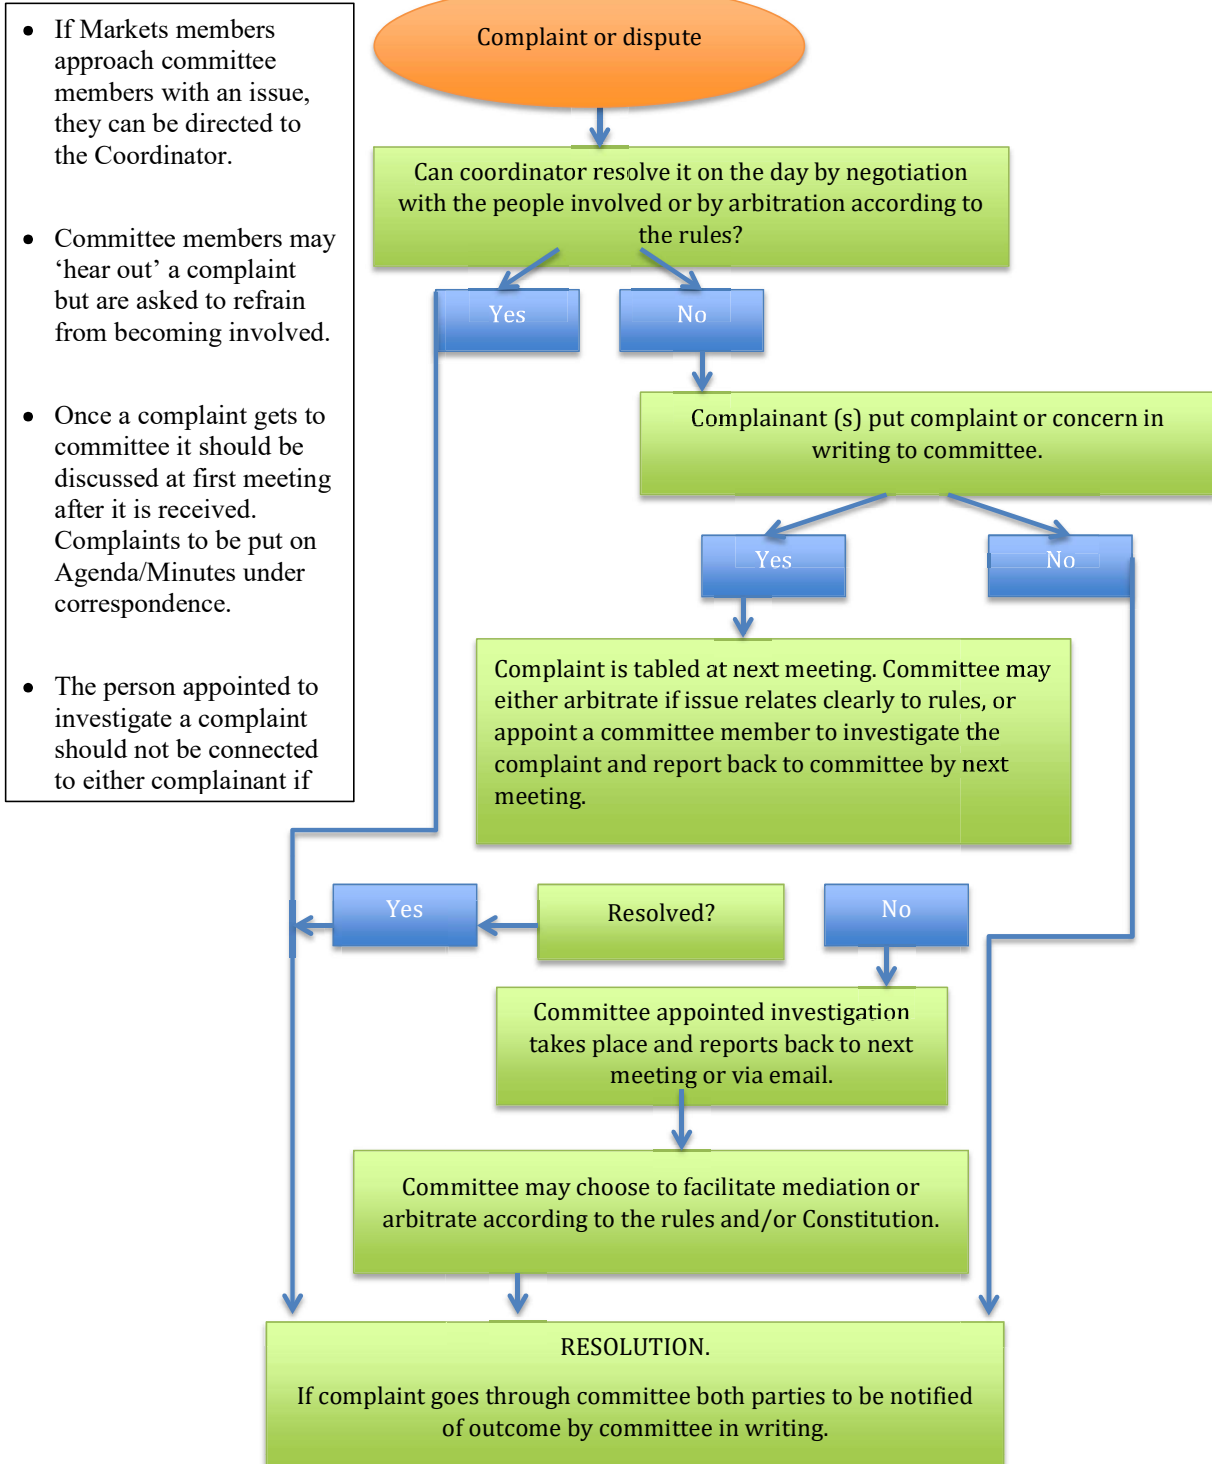 • If Markets members
approach committee
members with an issue,
they can be directed to
the Coordinator.
• Committee members may
‘hear out’ a complaint
but are asked to refrain
from becoming involved.
• Once a complaint gets to
committee it should be
discussed at first meeting
after it is received.
Complaints to be put on
Agenda/Minutes under
correspondence.
• The person appointed to
investigate a complaint
should not be connected
to either complainant if
Complaint or dispute
Can coordinator resolve it on the day by negotiation
with the people involved or by arbitration according to
the rules?
Yes
No
Complainant (s) put complaint or concern in
writing to committee.
Yes
No
Complaint is tabled at next meeting. Committee may
either arbitrate if issue relates clearly to rules, or
appoint a committee member to investigate the
complaint and report back to committee by next
meeting.
Yes
Resolved?
No
Committee appointed investigation
takes place and reports back to next
meeting or via email.
Committee may choose to facilitate mediation or
arbitrate according to the rules and/or Constitution.
RESOLUTION.
If complaint goes through committee both parties to be notified
of outcome by committee in writing.